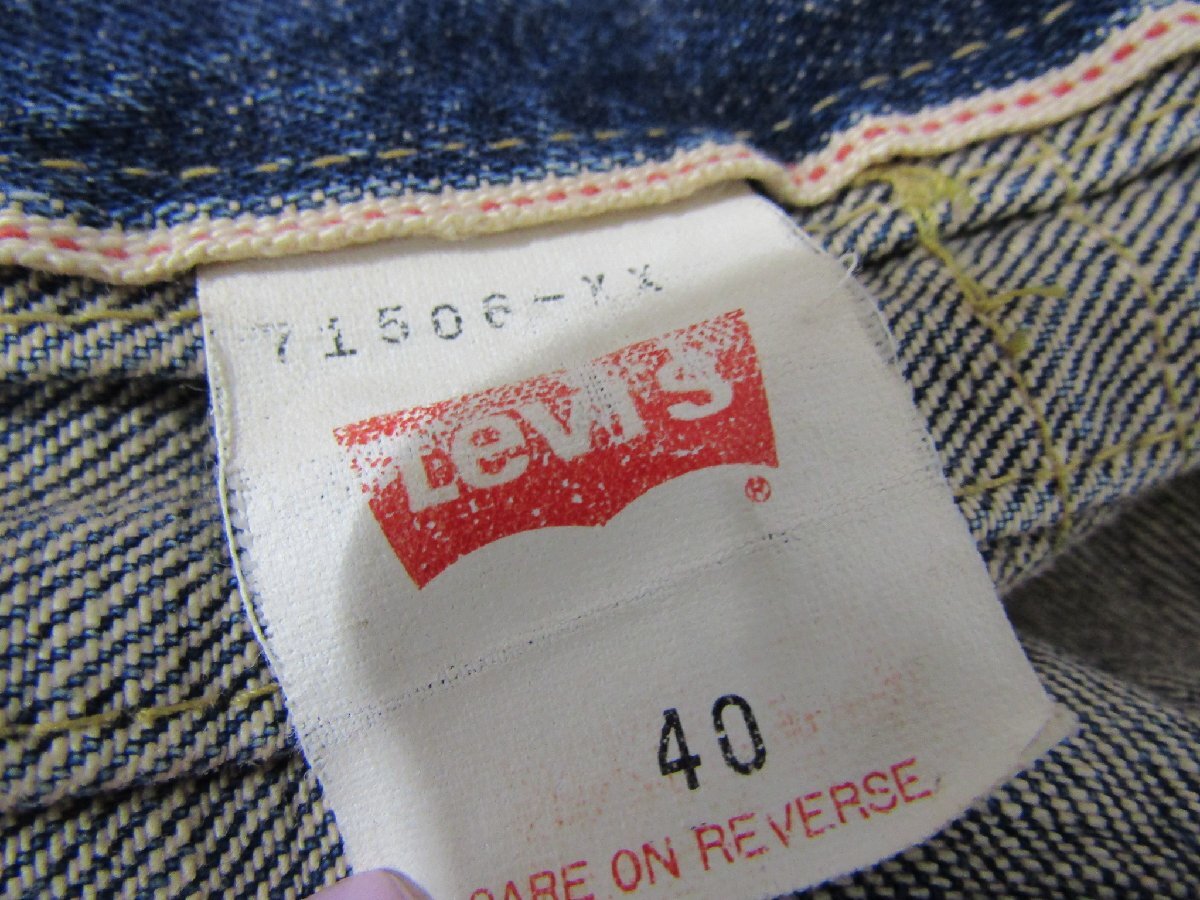 71506-XX
Levi's ®
40
CARE ON REVERSE